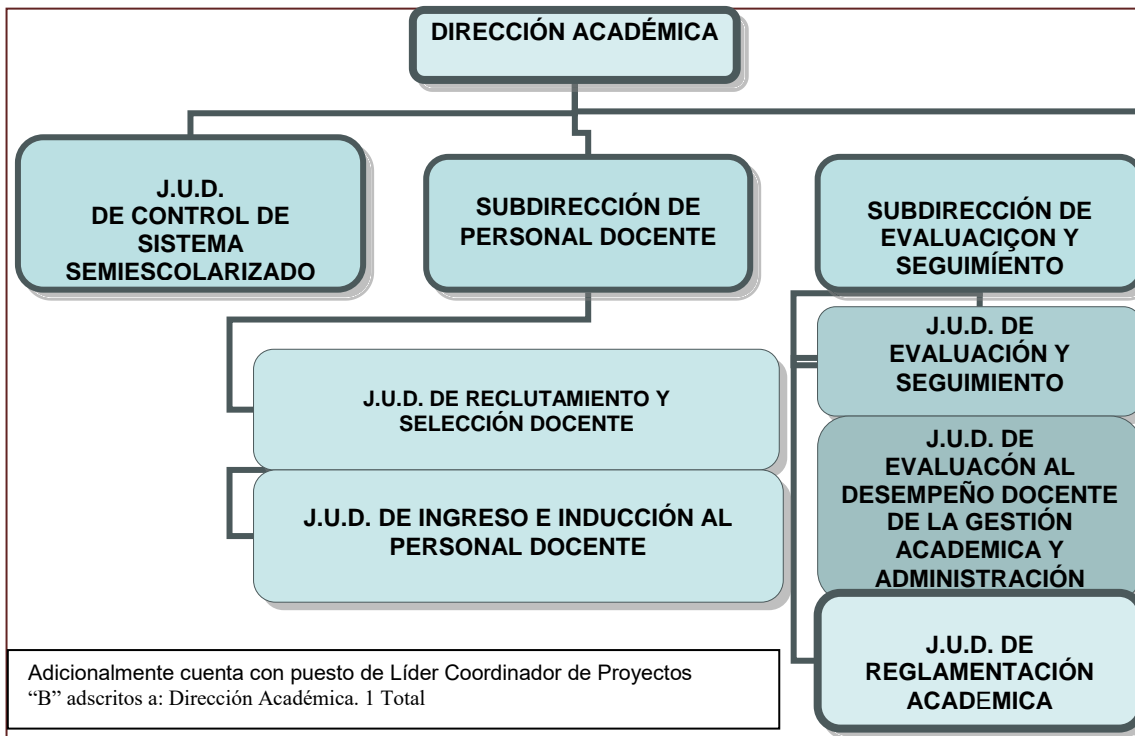 DIRECCIÓN ACADÉMICA
J.U.D.
DE CONTROL DE
SISTEMA
SEMIESCOLARIZADO
SUBDIRECCIÓN DE
PERSONAL DOCENTE
SUBDIRECCIÓN DE
EVALUACIÇON Y
SEGUIMÍENTO
J.U.D. DE RECLUTAMIENTO Y
SELECCIÓN DOCENTE
J.U.D. DE INGRESO E INDUCCIÓN AL
PERSONAL DOCENTE
J.U.D. DE
EVALUACIÓN Y
SEGUIMIENTO
J.U.D. DE
EVALUACÓN AL
DESEMPEÑO DOCENTE
DE LA GESTIÓN
ACADEMICA Y
ADMINISTRACIÓN
J.U.D. DE
REGLAMENTACIÓN
ACADEMICA
Adicionalmente cuenta con puesto de Líder Coordinador de Proyectos
“B” adscritos a: Dirección Académica. 1 Total